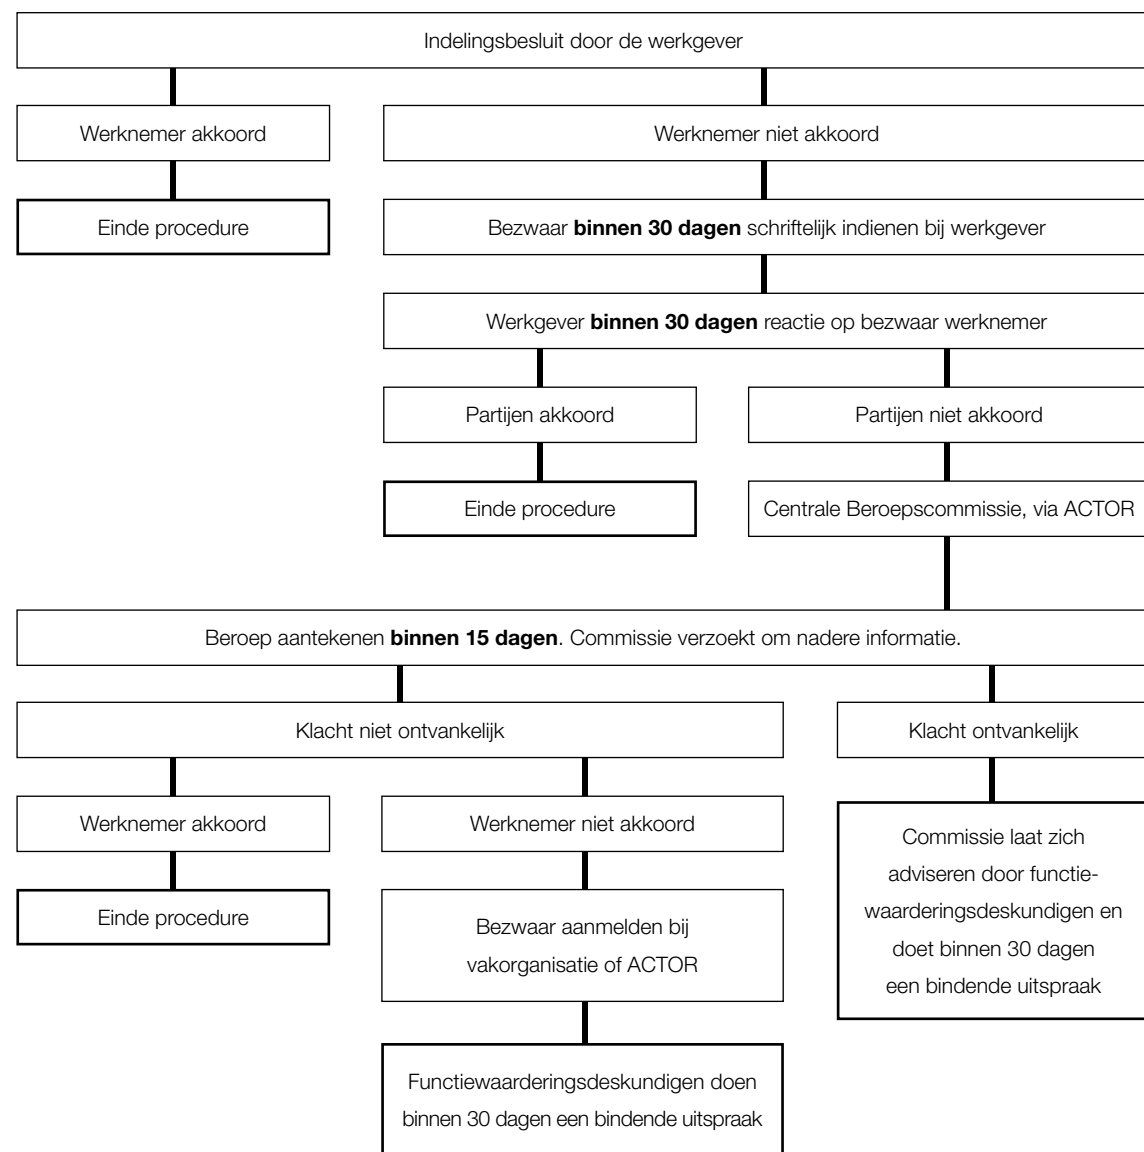 Indelingsbesluit door de werkgever
Werknemer akkoord
Werknemer niet akkoord
Einde procedure
Bezwaar binnen 30 dagen schriftelijk indienen bij werkgever
Werkgever binnen 30 dagen reactie op bezwaar werknemer
Partijen akkoord
Partijen niet akkoord
Einde procedure
Centrale Beroepscommissie, via ACTOR
Beroep aantekenen binnen 15 dagen. Commissie verzoekt om nadere informatie.
Klacht niet ontvankelijk
Klacht ontvankelijk
Werknemer akkoord
Werknemer niet akkoord
Einde procedure
Bezwaar aanmelden bij
vakorganisatie of ACTOR
Functiewaarderingsdeskundigen doen
binnen 30 dagen een bindende uitspraak
Commissie laat zich
adviseren door functie-
waarderingsdeskundigen en
doet binnen 30 dagen
een bindende uitspraak